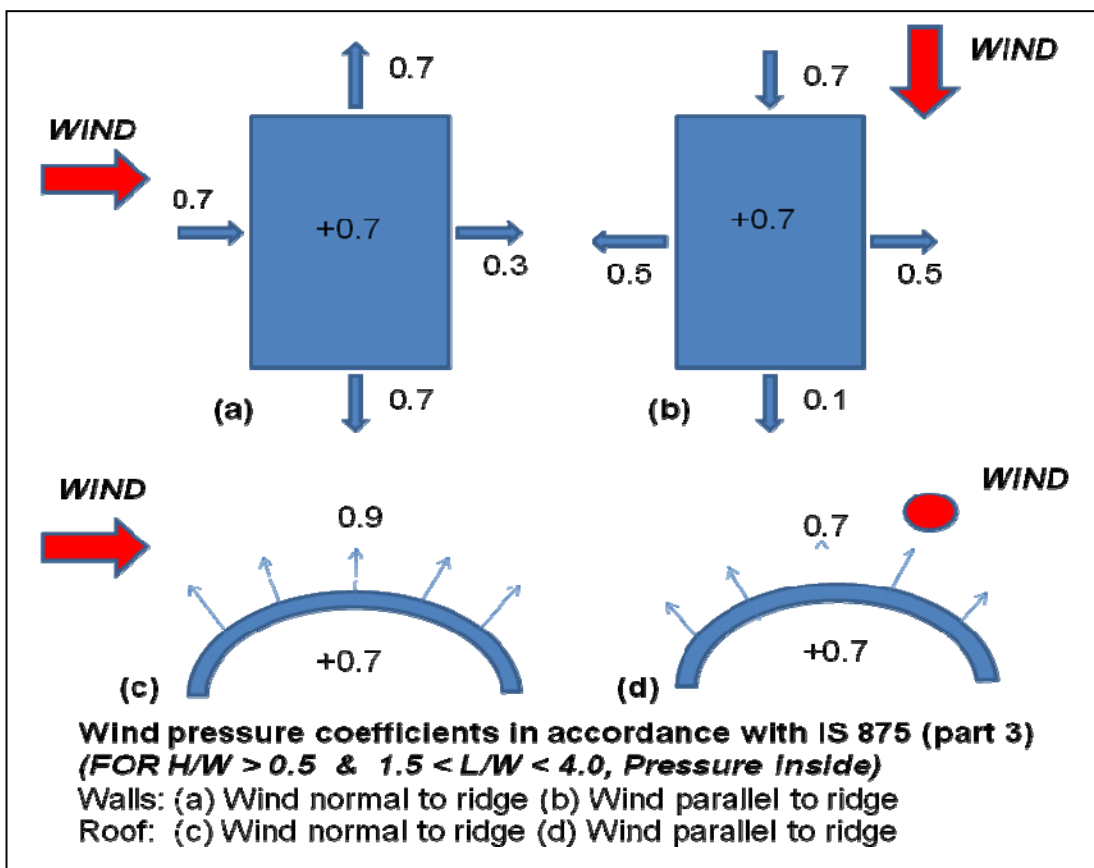 0.7
WIND
0.7
+0.7
0.3
0.7
(a)
WIND
0.7
+0.7
0.5
0.5
0.1
(b)
WIND
0.9
+0.7
(c)
WIND
0.7
+0.7
(d)
Wind pressure coefficients in accordance with IS 875 (part 3)
(FOR H/W > 0.5 & 1.5 < L/W < 4.0, Pressure Inside)
Walls: (a) Wind normal to ridge (b) Wind parallel to ridge
Roof: (c) Wind normal to ridge (d) Wind parallel to ridge